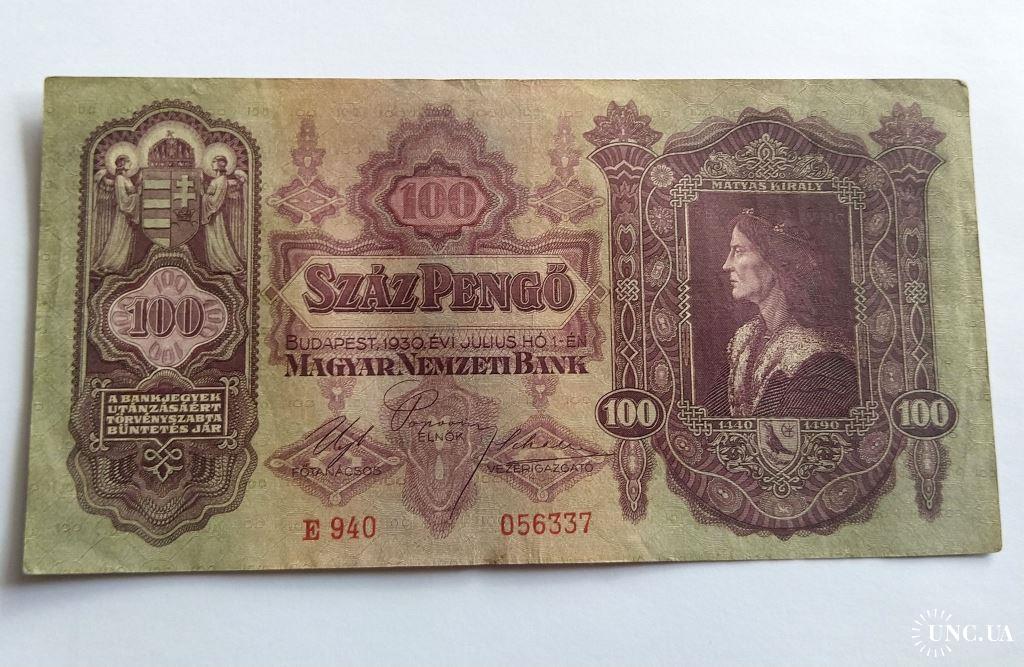 100
SZÁZ PENGŐ
BUDAPEST, 1930. ÉVI JULIUS HÓ 1-ÉN
MAGYAR NEMZETI BANK
100
A BANKJEGYEK
UTÁNZÁSÁÉRT
TÖRVÉNYSZABTA
BÜNTETÉS JÁR
ELNÖK
FŐTANÁCSOS
VEZÉRIGAZGATÓ
E 940
056337
MÁTYÁS KIRÁLY
100
100
1440
1490
UNC.UA